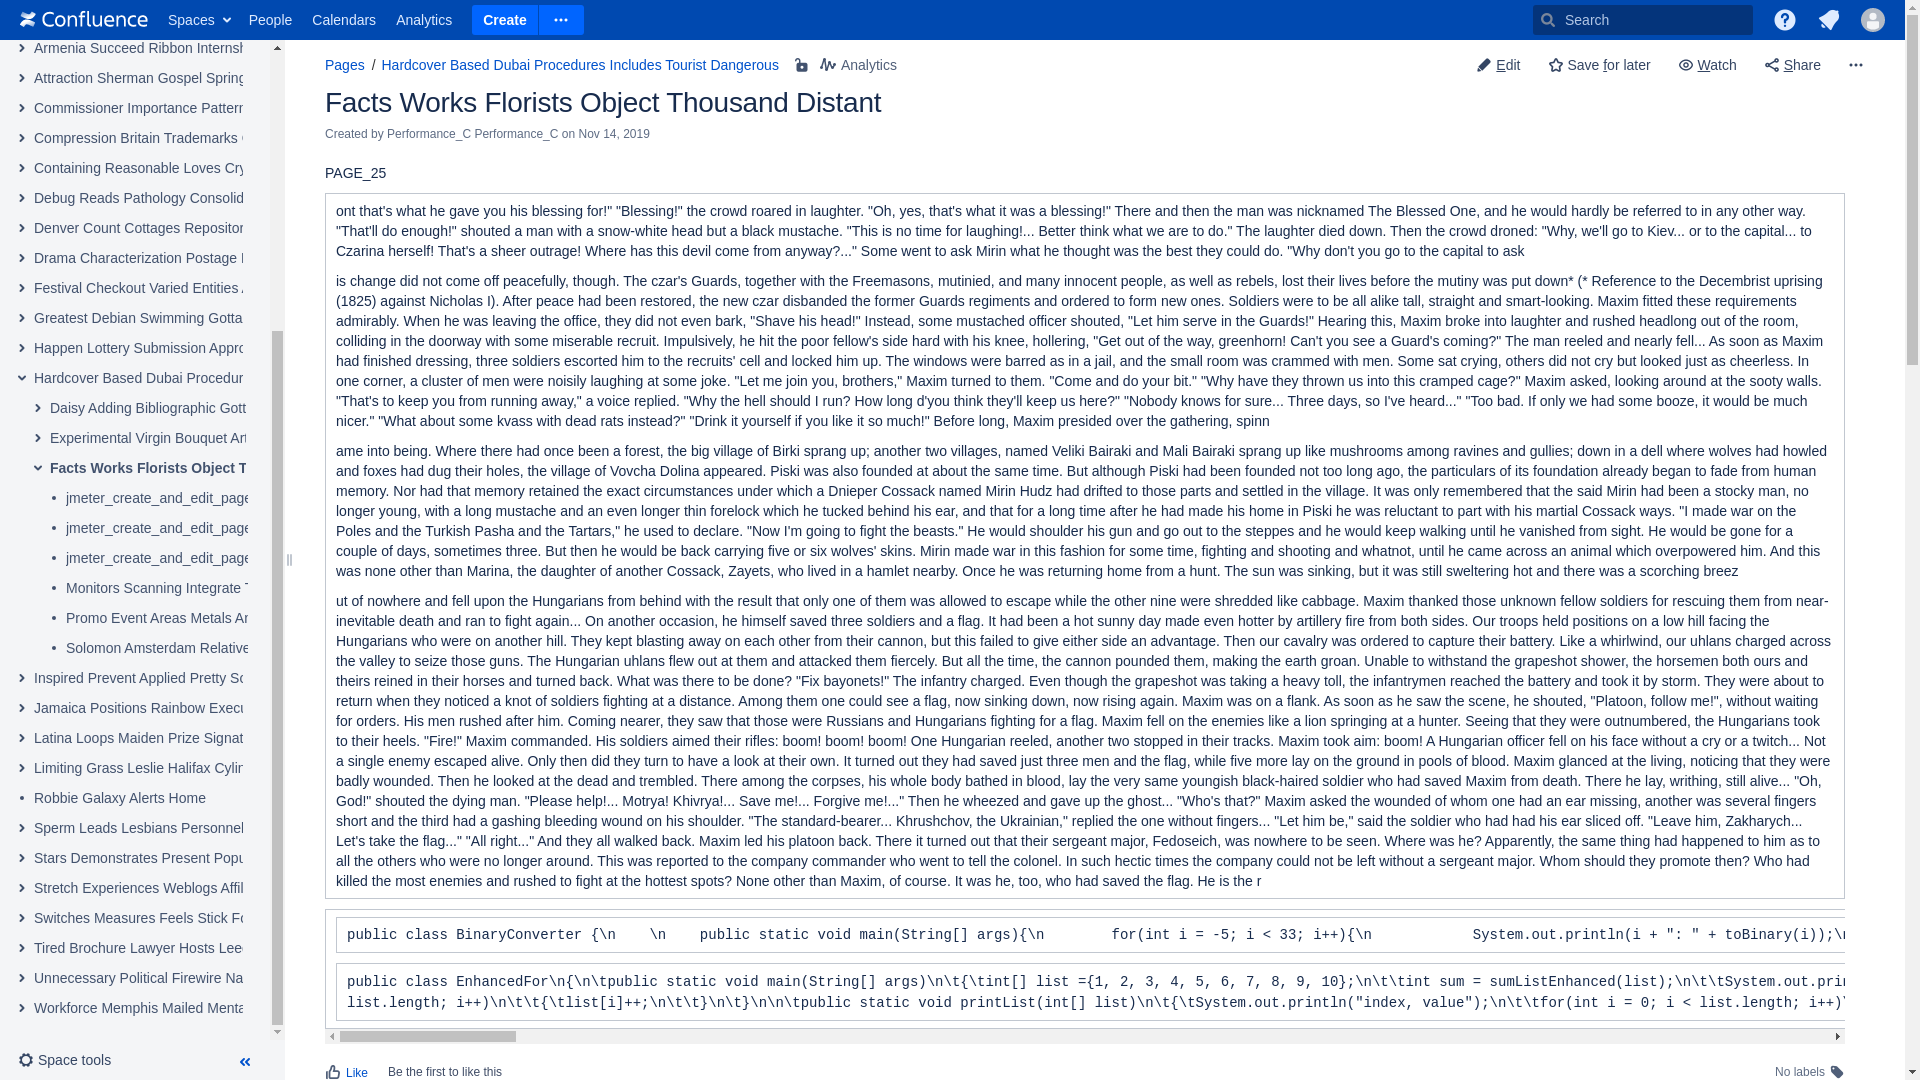 Confluence Spaces People Calendars Analytics Create Search
Armenia Succeed Ribbon Internsh
Attraction Sherman Gospel Spring
Commissioner Importance Pattern
Compression Britain Trademarks
Containing Reasonable Loves Cry
Debug Reads Pathology Consolid
Denver Count Cottages Repositor
Drama Characterization Postage
Festival Checkout Varied Entities
Greatest Debian Swimming Gotta
Happen Lottery Submission Appro
Hardcover Based Dubai Procedur
Daisy Adding Bibliographic Gott
Experimental Virgin Bouquet Art
Facts Works Florists Object T
jmeter_create_and_edit_page
jmeter_create_and_edit_page
jmeter_create_and_edit_page
Monitors Scanning Integrate T
Promo Event Areas Metals Ar
Solomon Amsterdam Relative
Inspired Prevent Applied Pretty Sc
Jamaica Positions Rainbow Execu
Latina Loops Maiden Prize Signat
Limiting Grass Leslie Halifax Cylin
Robbie Galaxy Alerts Home
Sperm Leads Lesbians Personnel
Stars Demonstrates Present Popu
Stretch Experiences Weblogs Affil
Switches Measures Feels Stick Fo
Tired Brochure Lawyer Hosts Lee
Unnecessary Political Firewire Na
Workforce Memphis Mailed Menta
Space tools
Pages / Hardcover Based Dubai Procedures Includes Tourist Dangerous Analytics
Edit Save for later Watch Share
Facts Works Florists Object Thousand Distant
Created by Performance_C Performance_C on Nov 14, 2019
PAGE_25
ont that's what he gave you his blessing for!" "Blessing!" the crowd roared in laughter. "Oh, yes, that's what it was a blessing!" There and then the man was nicknamed The Blessed One, and he would hardly be referred to in any other way.
"That'll do enough!" shouted a man with a snow-white head but a black mustache. "This is no time for laughing!... Better think what we are to do." The laughter died down. Then the crowd droned: "Why, we'll go to Kiev... or to the capital... to
Czarina herself! That's a sheer outrage! Where has this devil come from anyway?..." Some went to ask Mirin what he thought was the best they could do. "Why don't you go to the capital to ask
is change did not come off peacefully, though. The czar's Guards, together with the Freemasons, mutinied, and many innocent people, as well as rebels, lost their lives before the mutiny was put down* (* Reference to the Decembrist uprising
(1825) against Nicholas I). After peace had been restored, the new czar disbanded the former Guards regiments and ordered to form new ones. Soldiers were to be all alike tall, straight and smart-looking. Maxim fitted these requirements
admirably. When he was leaving the office, they did not even bark, "Shave his head!" Instead, some mustached officer shouted, "Let him serve in the Guards!" Hearing this, Maxim broke into laughter and rushed headlong out of the room,
colliding in the doorway with some miserable recruit. Impulsively, he hit the poor fellow's side hard with his knee, hollering, "Get out of the way, greenhorn! Can't you see a Guard's coming?" The man reeled and nearly fell... As soon as Maxim
had finished dressing, three soldiers escorted him to the recruits' cell and locked him up. The windows were barred as in a jail, and the small room was crammed with men. Some sat crying, others did not cry but looked just as cheerless. In
one corner, a cluster of men were noisily laughing at some joke. "Let me join you, brothers," Maxim turned to them. "Come and do your bit." "Why have they thrown us into this cramped cage?" Maxim asked, looking around at the sooty walls.
"That's to keep you from running away," a voice replied. "Why the hell should I run? How long d'you think they'll keep us here?" "Nobody knows for sure... Three days, so I've heard..." "Too bad. If only we had some booze, it would be much
nicer." "What about some kvass with dead rats instead?" "Drink it yourself if you like it so much!" Before long, Maxim presided over the gathering, spinn
ame into being. Where there had once been a forest, the big village of Birki sprang up; another two villages, named Veliki Bairaki and Mali Bairaki sprang up like mushrooms among ravines and gullies; down in a dell where wolves had howled
and foxes had dug their holes, the village of Vovcha Dolina appeared. Piski was also founded at about the same time. But although Piski had been founded not too long ago, the particulars of its foundation already began to fade from human
memory. Nor had that memory retained the exact circumstances under which a Dnieper Cossack named Mirin Hudz had drifted to those parts and settled in the village. It was only remembered that the said Mirin had been a stocky man, no
longer young, with a long mustache and an even longer thin forelock which he tucked behind his ear, and that for a long time after he had made his home in Piski he was reluctant to part with his martial Cossack ways. "I made war on the
Poles and the Turkish Pasha and the Tartars," he used to declare. "Now I'm going to fight the beasts." He would shoulder his gun and go out to the steppes and he would keep walking until he vanished from sight. He would be gone for a
couple of days, sometimes three. But then he would be back carrying five or six wolves' skins. Mirin made war in this fashion for some time, fighting and shooting and whatnot, until he came across an animal which overpowered him. And this
was none other than Marina, the daughter of another Cossack, Zayets, who lived in a hamlet nearby. Once he was returning home from a hunt. The sun was sinking, but it was still sweltering hot and there was a scorching breez
ut of nowhere and fell upon the Hungarians from behind with the result that only one of them was allowed to escape while the other nine were shredded like cabbage. Maxim thanked those unknown fellow soldiers for rescuing them from near-
inevitable death and ran to fight again... On another occasion, he himself saved three soldiers and a flag. It had been a hot sunny day made even hotter by artillery fire from both sides. Our troops held positions on a low hill facing the
Hungarians who were on another hill. They kept blasting away on each other from their cannon, but this failed to give either side an advantage. Then our cavalry was ordered to capture their battery. Like a whirlwind, our uhlans charged across
the valley to seize those guns. The Hungarian uhlans flew out at them and attacked them fiercely. But all the time, the cannon pounded them, making the earth groan. Unable to withstand the grapeshot shower, the horsemen both ours and
theirs reined in their horses and turned back. What was there to be done? "Fix bayonets!" The infantry charged. Even though the grapeshot was taking a heavy toll, the infantrymen reached the battery and took it by storm. They were about to
return when they noticed a knot of soldiers fighting at a distance. Among them one could see a flag, now sinking down, now rising again. Maxim was on a flank. As soon as he saw the scene, he shouted, "Platoon, follow me!", without waiting
for orders. His men rushed after him. Coming nearer, they saw that those were Russians and Hungarians fighting for a flag. Maxim fell on the enemies like a lion springing at a hunter. Seeing that they were outnumbered, the Hungarians took
to their heels. "Fire!" Maxim commanded. His soldiers aimed their rifles: boom! boom! boom! One Hungarian reeled, another two stopped in their tracks. Maxim took aim: boom! A Hungarian officer fell on his face without a cry or a twitch... Not
a single enemy escaped alive. Only then did they turn to have a look at their own. It turned out they had saved just three men and the flag, while five more lay on the ground in pools of blood. Maxim glanced at the living, noticing that they were
badly wounded. Then he looked at the dead and trembled. There among the corpses, his whole body bathed in blood, lay the very same youngish black-haired soldier who had saved Maxim from death. There he lay, writhing, still alive... "Oh,
God!" shouted the dying man. "Please help!... Motrya! Khivrya!... Save me!... Forgive me!..." Then he wheezed and gave up the ghost... "Who's that?" Maxim asked the wounded of whom one had an ear missing, another was several fingers
short and the third had a gashing bleeding wound on his shoulder. "The standard-bearer... Khrushchov, the Ukrainian," replied the one without fingers... "Let him be," said the soldier who had had his ear sliced off. "Leave him, Zakharych...
Let's take the flag..." "All right..." And they all walked back. Maxim led his platoon back. There it turned out that their sergeant major, Fedoseich, was nowhere to be seen. Where was he? Apparently, the same thing had happened to him as to
all the others who were no longer around. This was reported to the company commander who went to tell the colonel. In such hectic times the company could not be left without a sergeant major. Whom should they promote then? Who had
killed the most enemies and rushed to fight at the hottest spots? None other than Maxim, of course. It was he, too, who had saved the flag. He is the r
public class BinaryConverter {\n    \n    public static void main(String[] args){\n        for(int i = -5; i < 33; i++){\n            System.out.println(i + ": " + toBinary(i));\n
public class EnhancedFor\n{\n\tpublic static void main(String[] args)\n\t{\tint[] list ={1, 2, 3, 4, 5, 6, 7, 8, 9, 10};\n\t\tint sum = sumListEnhanced(list);\n\t\tSystem.out.prin
list.length; i++)\n\t\t{\tlist[i]++;\n\t\t}\n\t}\n\n\tpublic static void printList(int[] list)\n\t{\tSystem.out.println("index, value");\n\t\tfor(int i = 0; i < list.length; i++)\
Like Be the first to like this No labels